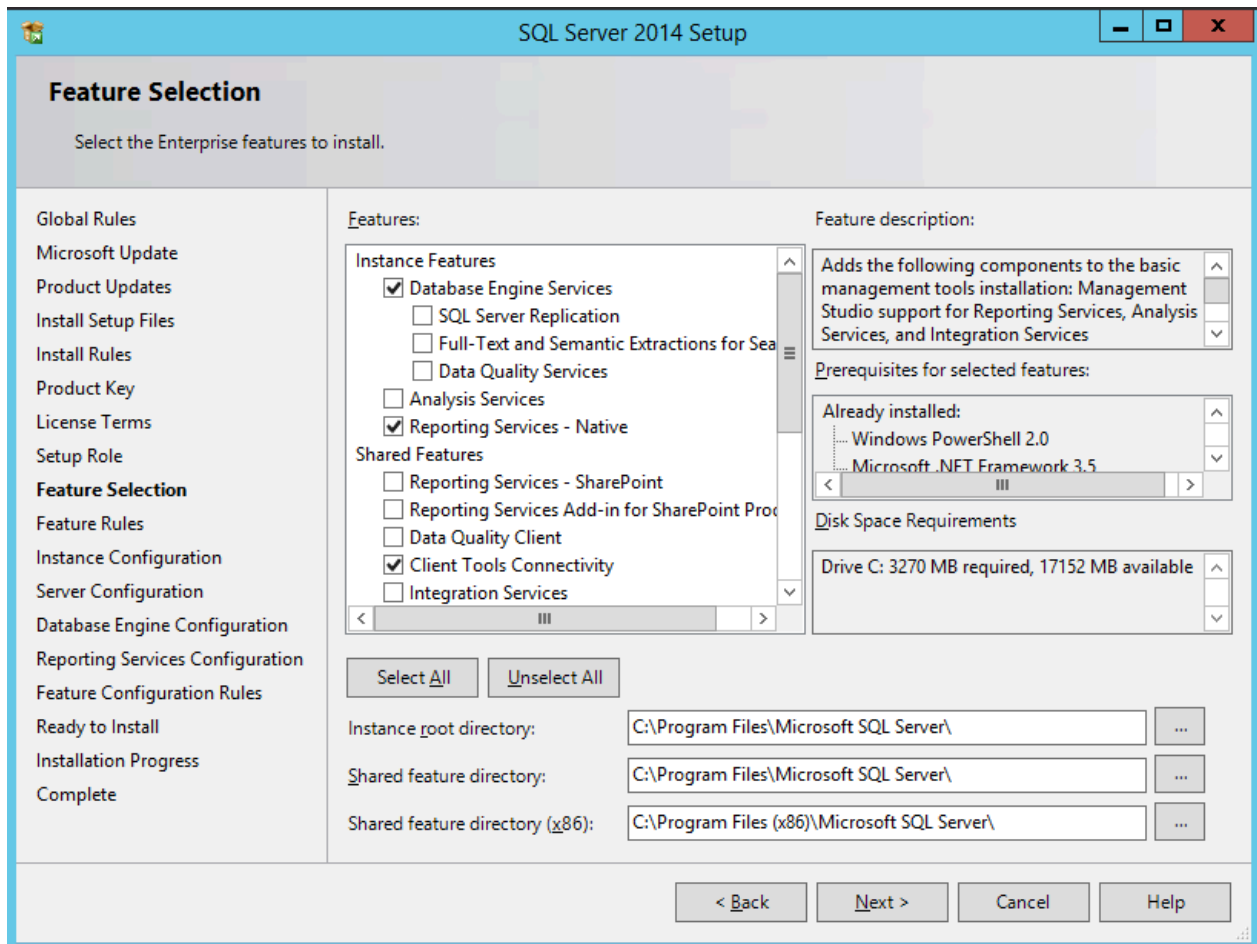 SQL Server 2014 Setup
Feature Selection
Select the Enterprise features to install.
Global Rules
Microsoft Update
Product Updates
Install Setup Files
Install Rules
Product Key
License Terms
Setup Role
Feature Selection
Feature Rules
Instance Configuration
Server Configuration
Database Engine Configuration
Reporting Services Configuration
Feature Configuration Rules
Ready to Install
Installation Progress
Complete
Features:
Instance Features
Database Engine Services
SQL Server Replication
Full-Text and Semantic Extractions for Sea
Data Quality Services
Analysis Services
Reporting Services - Native
Shared Features
Reporting Services - SharePoint
Reporting Services Add-in for SharePoint Prod
Data Quality Client
Client Tools Connectivity
Integration Services
Feature description:
Adds the following components to the basic
management tools installation: Management
Studio support for Reporting Services, Analysis
Services, and Integration Services
Prerequisites for selected features:
Already installed:
Windows PowerShell 2.0
Microsoft .NET Framework 3.5
Disk Space Requirements
Drive C: 3270 MB required, 17152 MB available
Select All
Unselect All
Instance root directory:
C:\Program Files\Microsoft SQL Server\
...
Shared feature directory:
C:\Program Files\Microsoft SQL Server\
...
Shared feature directory (x86):
C:\Program Files (x86)\Microsoft SQL Server\
...
< Back
Next >
Cancel
Help